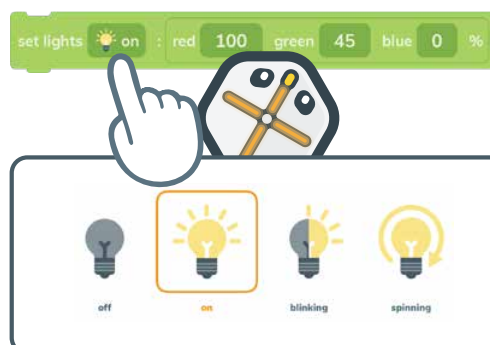 set lights on : red 100 green 45 blue 0 %
off on blinking spinning